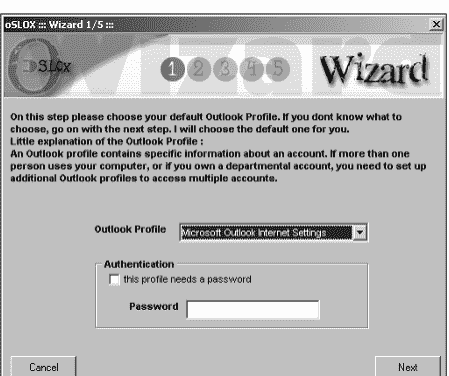 oSLOX ::: Wizard 1/5 :::
oSLOX
1 2 3 4 5
Wizard
On this step please choose your default Outlook Profile. If you dont know what to
choose, go on with the next step. I will choose the default one for you.
Little explanation of the Outlook Profile :
An Outlook profile contains specific information about an account. If more than one
person uses your computer, or if you own a departmental account, you need to set up
additional Outlook profiles to access multiple accounts.
Outlook Profile Microsoft Outlook Internet Settings
Authentication
this profile needs a password
Password
Cancel Next